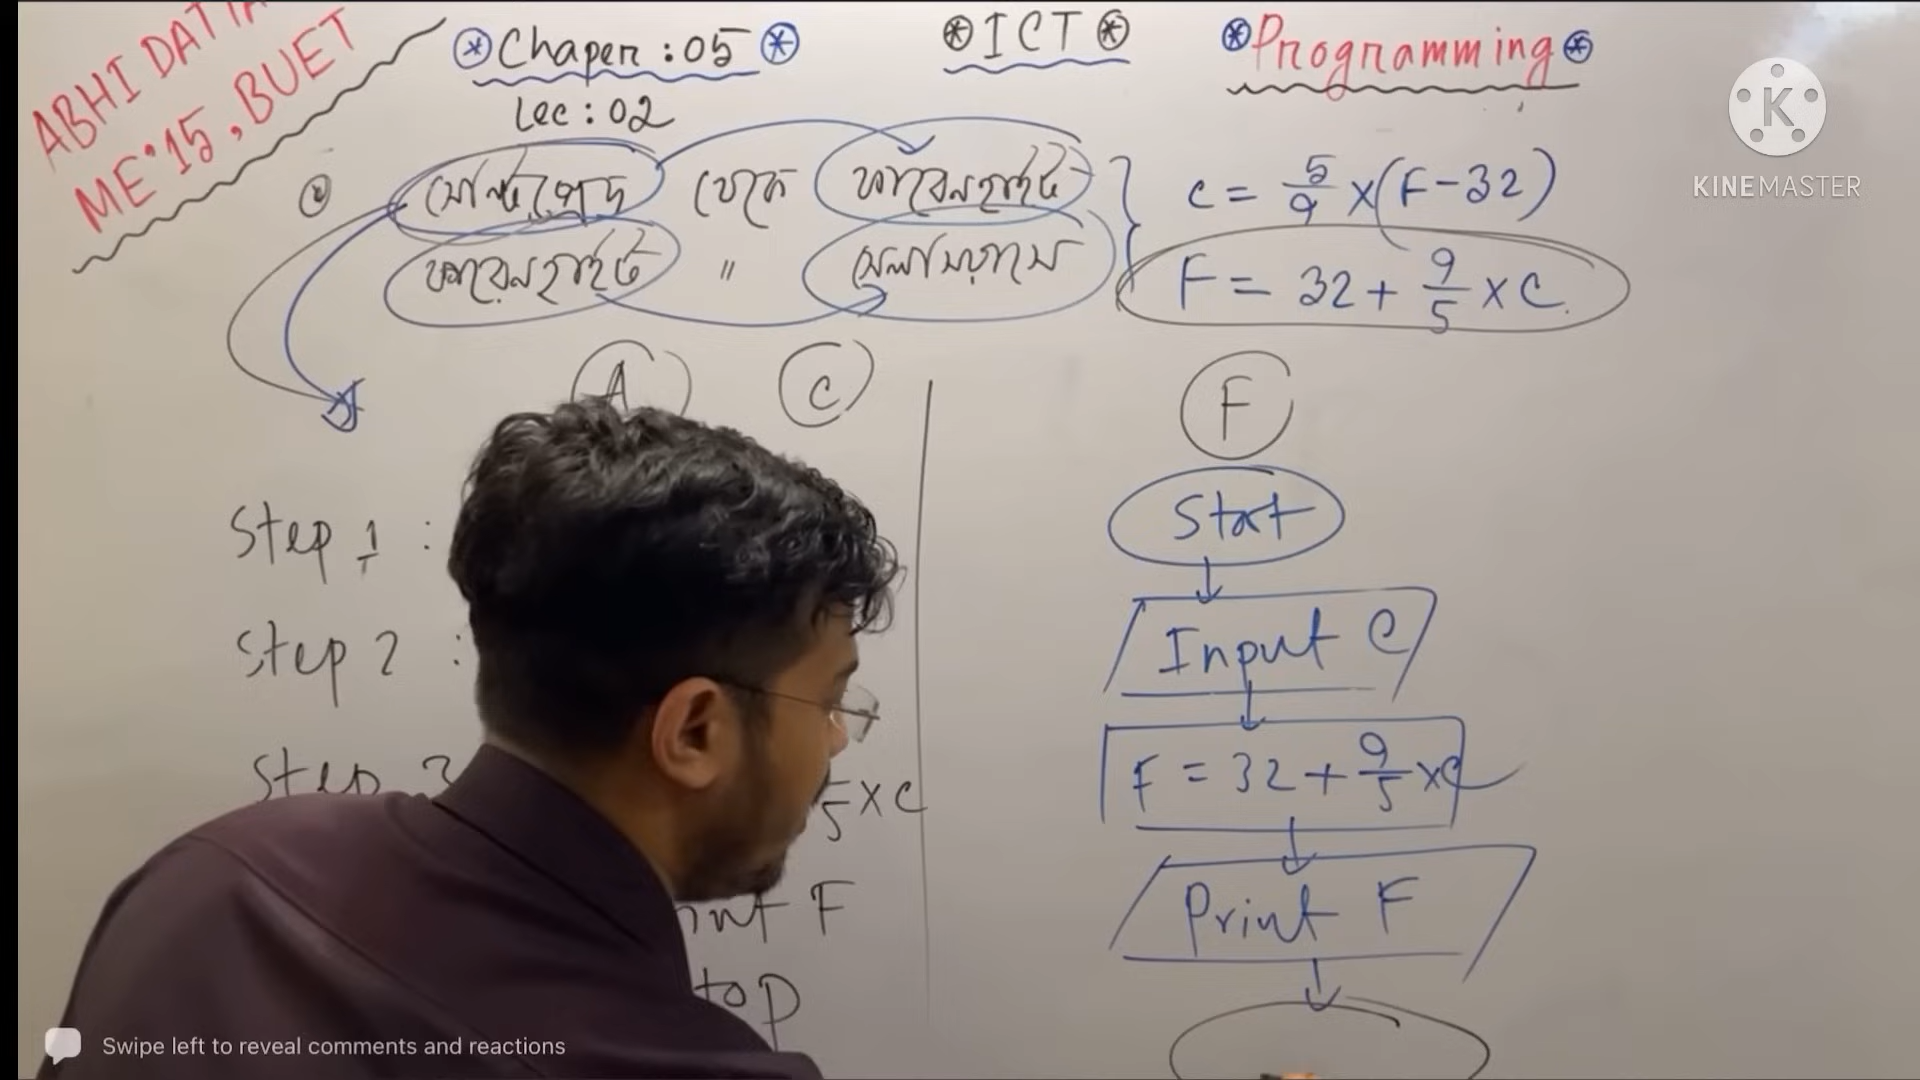 ABHI DATTA
ME'15, BUET
Chaper : 05
Lec : 02
ICT
Programming
KINEMASTER
সেন্টিগ্রেড থেকে ফারেনহাইট
ফারেনহাইট " সেলসিয়াসে
C = 5/9 × (F - 32)
F = 32 + 9/5 × C
A C
Step 1 :
Step 2 :
Step 3
5 × C
int F
top
F
Start
Input C
F = 32 + 9/5 × C
Print F
Swipe left to reveal comments and reactions